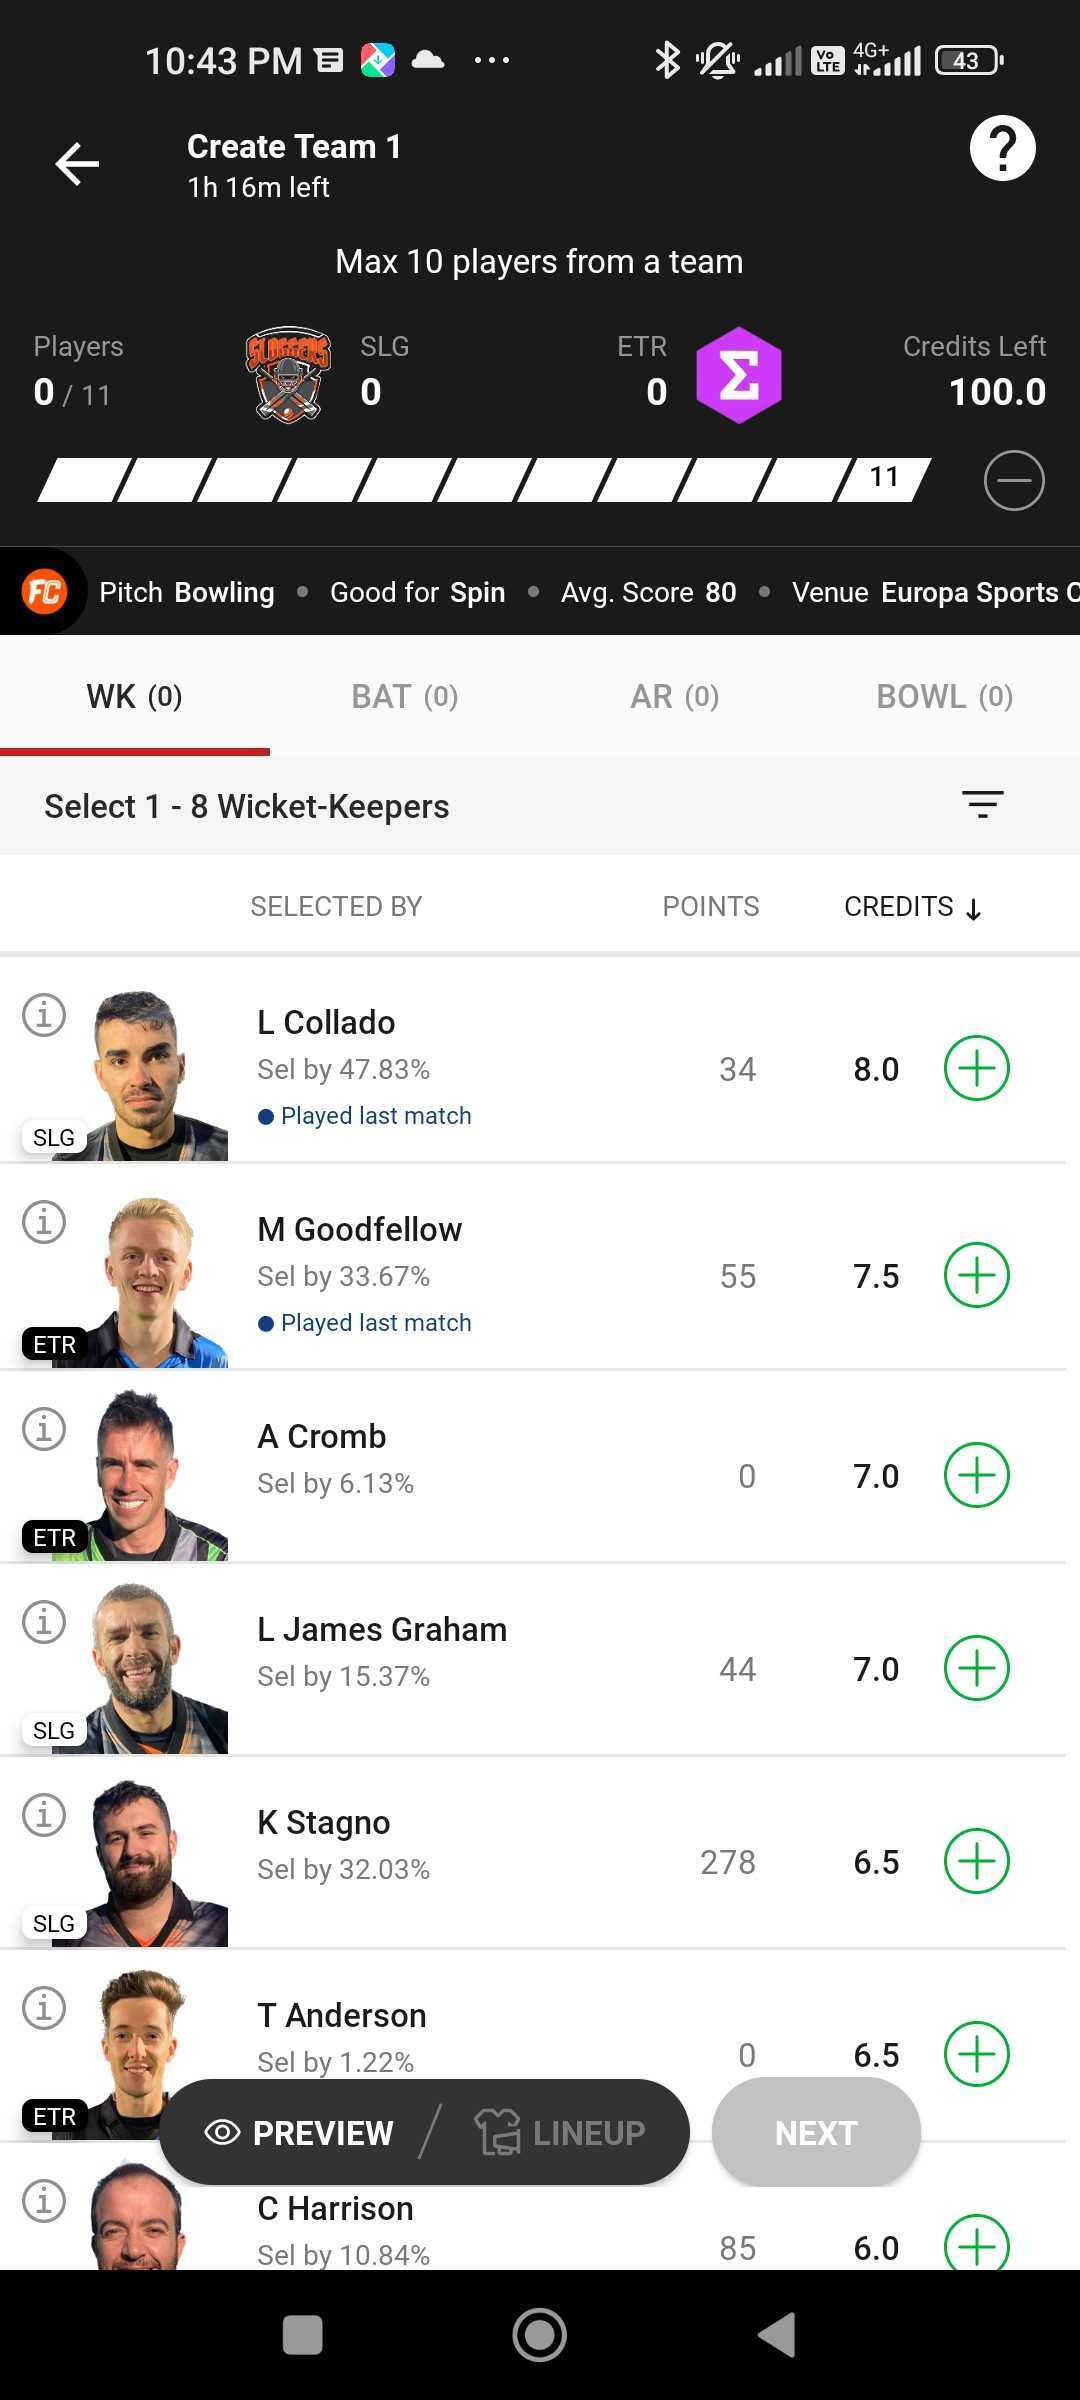 10:43 PM
Vo LTE 4G+ 43
Create Team 1
1h 16m left
?
Max 10 players from a team
Players
0 / 11
SLOGGERS
SLG
0
ETR
0
Credits Left
100.0
11
FC Pitch Bowling • Good for Spin • Avg. Score 80 • Venue Europa Sports C
WK (0) BAT (0) AR (0) BOWL (0)
Select 1 - 8 Wicket-Keepers
SELECTED BY POINTS CREDITS ↓
L Collado
Sel by 47.83% 34 8.0
Played last match
SLG
M Goodfellow
Sel by 33.67% 55 7.5
Played last match
ETR
A Cromb
Sel by 6.13% 0 7.0
ETR
L James Graham
Sel by 15.37% 44 7.0
SLG
K Stagno
Sel by 32.03% 278 6.5
SLG
T Anderson
Sel by 1.22% 0 6.5
ETR
PREVIEW / LINEUP NEXT
C Harrison
Sel by 10.84% 85 6.0